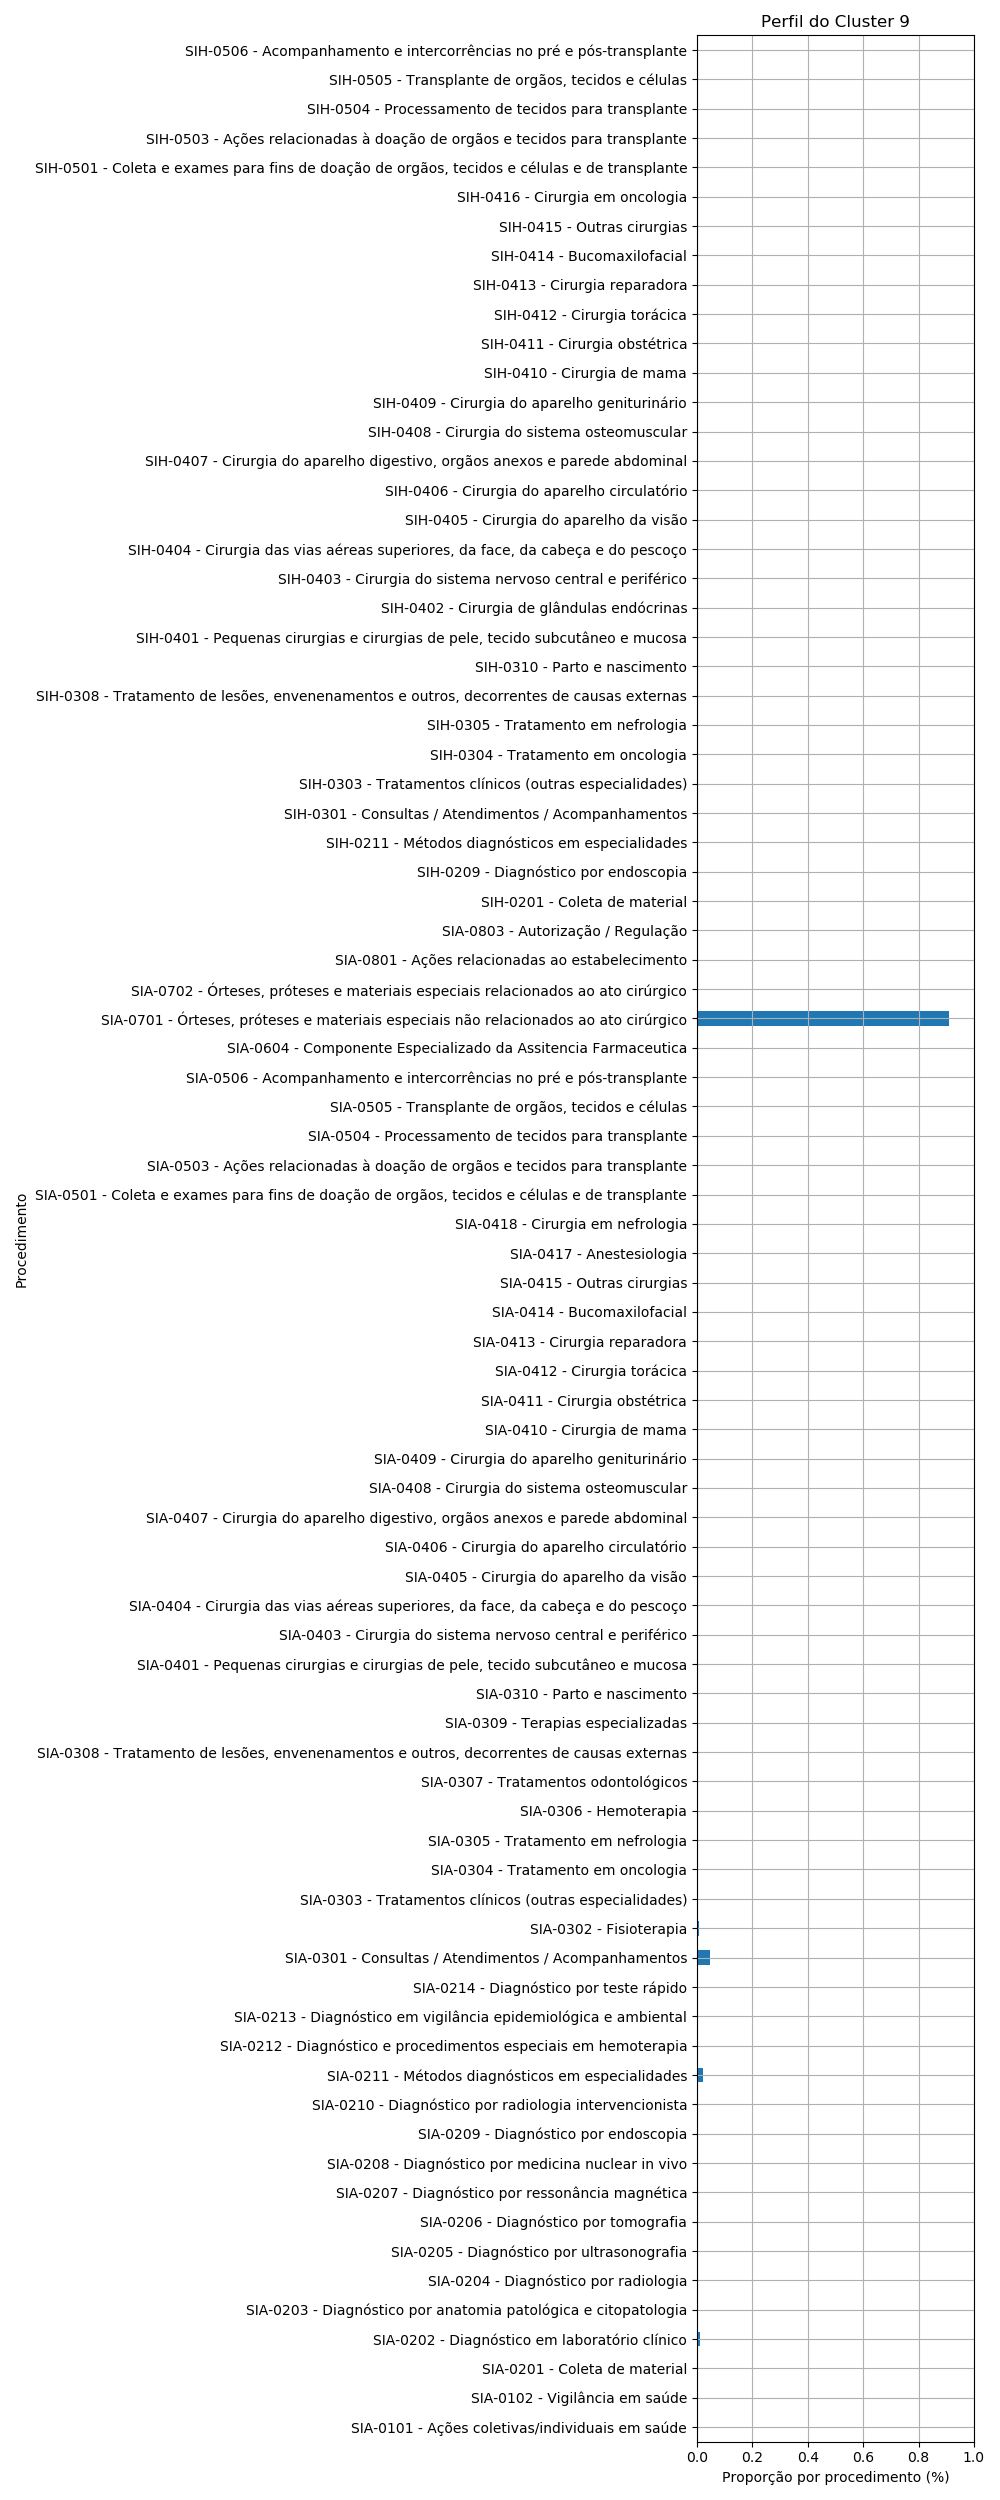 Perfil do Cluster 9
SIH-0506 - Acompanhamento e intercorrências no pré e pós-transplante
SIH-0505 - Transplante de orgãos, tecidos e células
SIH-0504 - Processamento de tecidos para transplante
SIH-0503 - Ações relacionadas à doação de orgãos e tecidos para transplante
SIH-0501 - Coleta e exames para fins de doação de orgãos, tecidos e células e de transplante
SIH-0416 - Cirurgia em oncologia
SIH-0415 - Outras cirurgias
SIH-0414 - Bucomaxilofacial
SIH-0413 - Cirurgia reparadora
SIH-0412 - Cirurgia torácica
SIH-0411 - Cirurgia obstétrica
SIH-0410 - Cirurgia de mama
SIH-0409 - Cirurgia do aparelho geniturinário
SIH-0408 - Cirurgia do sistema osteomuscular
SIH-0407 - Cirurgia do aparelho digestivo, orgãos anexos e parede abdominal
SIH-0406 - Cirurgia do aparelho circulatório
SIH-0405 - Cirurgia do aparelho da visão
SIH-0404 - Cirurgia das vias aéreas superiores, da face, da cabeça e do pescoço
SIH-0403 - Cirurgia do sistema nervoso central e periférico
SIH-0402 - Cirurgia de glândulas endócrinas
SIH-0401 - Pequenas cirurgias e cirurgias de pele, tecido subcutâneo e mucosa
SIH-0310 - Parto e nascimento
SIH-0308 - Tratamento de lesões, envenenamentos e outros, decorrentes de causas externas
SIH-0305 - Tratamento em nefrologia
SIH-0304 - Tratamento em oncologia
SIH-0303 - Tratamentos clínicos (outras especialidades)
SIH-0301 - Consultas / Atendimentos / Acompanhamentos
SIH-0211 - Métodos diagnósticos em especialidades
SIH-0209 - Diagnóstico por endoscopia
SIH-0201 - Coleta de material
SIA-0803 - Autorização / Regulação
SIA-0801 - Ações relacionadas ao estabelecimento
SIA-0702 - Órteses, próteses e materiais especiais relacionados ao ato cirúrgico
SIA-0701 - Órteses, próteses e materiais especiais não relacionados ao ato cirúrgico
SIA-0604 - Componente Especializado da Assitencia Farmaceutica
SIA-0506 - Acompanhamento e intercorrências no pré e pós-transplante
SIA-0505 - Transplante de orgãos, tecidos e células
SIA-0504 - Processamento de tecidos para transplante
SIA-0503 - Ações relacionadas à doação de orgãos e tecidos para transplante
SIA-0501 - Coleta e exames para fins de doação de orgãos, tecidos e células e de transplante
SIA-0418 - Cirurgia em nefrologia
SIA-0417 - Anestesiologia
SIA-0415 - Outras cirurgias
SIA-0414 - Bucomaxilofacial
SIA-0413 - Cirurgia reparadora
SIA-0412 - Cirurgia torácica
SIA-0411 - Cirurgia obstétrica
SIA-0410 - Cirurgia de mama
SIA-0409 - Cirurgia do aparelho geniturinário
SIA-0408 - Cirurgia do sistema osteomuscular
SIA-0407 - Cirurgia do aparelho digestivo, orgãos anexos e parede abdominal
SIA-0406 - Cirurgia do aparelho circulatório
SIA-0405 - Cirurgia do aparelho da visão
SIA-0404 - Cirurgia das vias aéreas superiores, da face, da cabeça e do pescoço
SIA-0403 - Cirurgia do sistema nervoso central e periférico
SIA-0401 - Pequenas cirurgias e cirurgias de pele, tecido subcutâneo e mucosa
SIA-0310 - Parto e nascimento
SIA-0309 - Terapias especializadas
SIA-0308 - Tratamento de lesões, envenenamentos e outros, decorrentes de causas externas
SIA-0307 - Tratamentos odontológicos
SIA-0306 - Hemoterapia
SIA-0305 - Tratamento em nefrologia
SIA-0304 - Tratamento em oncologia
SIA-0303 - Tratamentos clínicos (outras especialidades)
SIA-0302 - Fisioterapia
SIA-0301 - Consultas / Atendimentos / Acompanhamentos
SIA-0214 - Diagnóstico por teste rápido
SIA-0213 - Diagnóstico em vigilância epidemiológica e ambiental
SIA-0212 - Diagnóstico e procedimentos especiais em hemoterapia
SIA-0211 - Métodos diagnósticos em especialidades
SIA-0210 - Diagnóstico por radiologia intervencionista
SIA-0209 - Diagnóstico por endoscopia
SIA-0208 - Diagnóstico por medicina nuclear in vivo
SIA-0207 - Diagnóstico por ressonância magnética
SIA-0206 - Diagnóstico por tomografia
SIA-0205 - Diagnóstico por ultrasonografia
SIA-0204 - Diagnóstico por radiologia
SIA-0203 - Diagnóstico por anatomia patológica e citopatologia
SIA-0202 - Diagnóstico em laboratório clínico
SIA-0201 - Coleta de material
SIA-0102 - Vigilância em saúde
SIA-0101 - Ações coletivas/individuais em saúde
Procedimento
0.0 0.2 0.4 0.6 0.8 1.0
Proporção por procedimento (%)